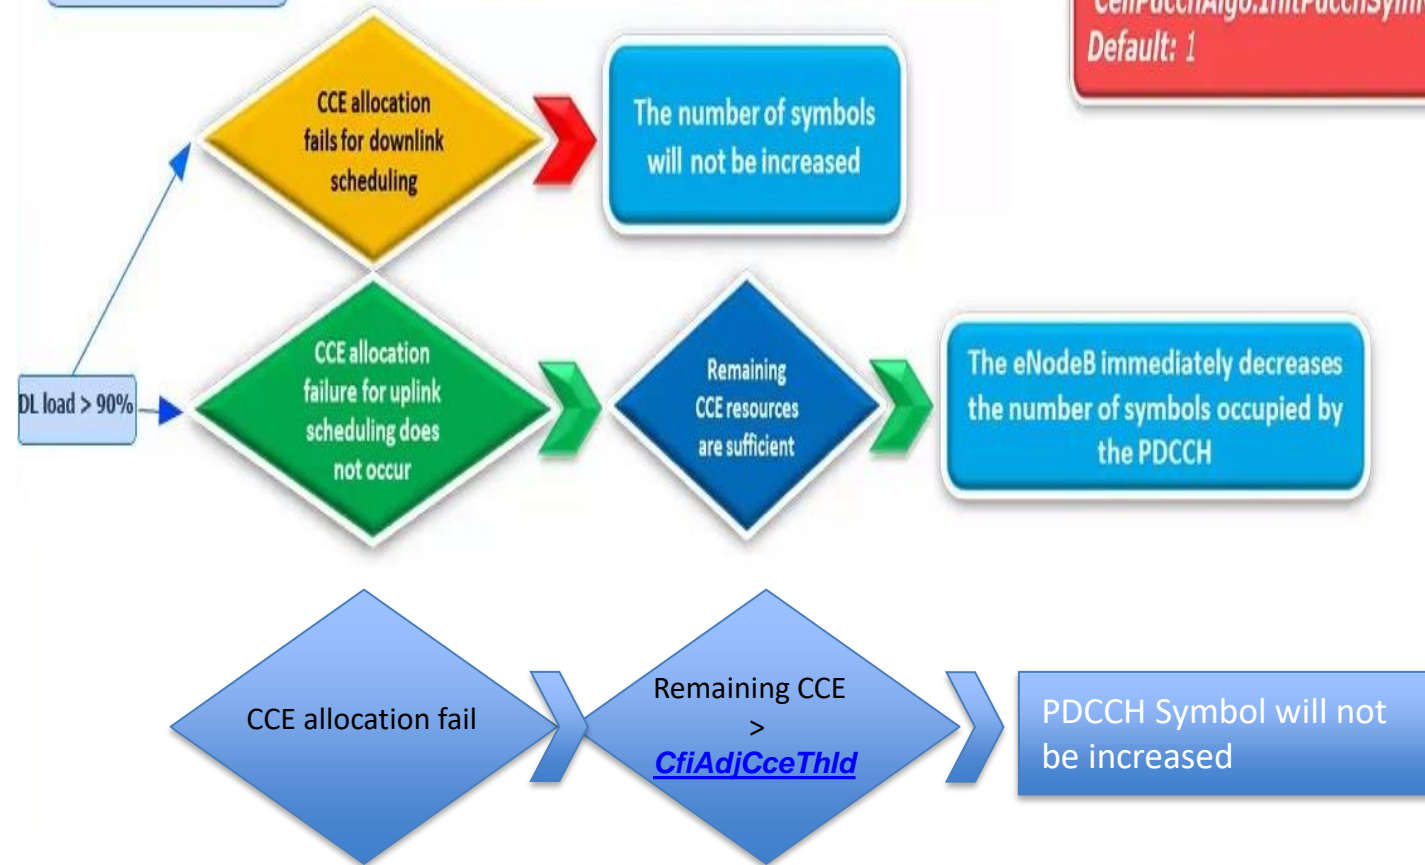 Default: 1
CCE allocation
fails for downlink
scheduling
The number of symbols
will not be increased
DL load > 90%
CCE allocation
failure for uplink
scheduling does
not occur
Remaining
CCE resources
are sufficient
The eNodeB immediately decreases
the number of symbols occupied by
the PDCCH
CCE allocation fail
Remaining CCE
>
CfiAdjCceThld
PDCCH Symbol will not
be increased